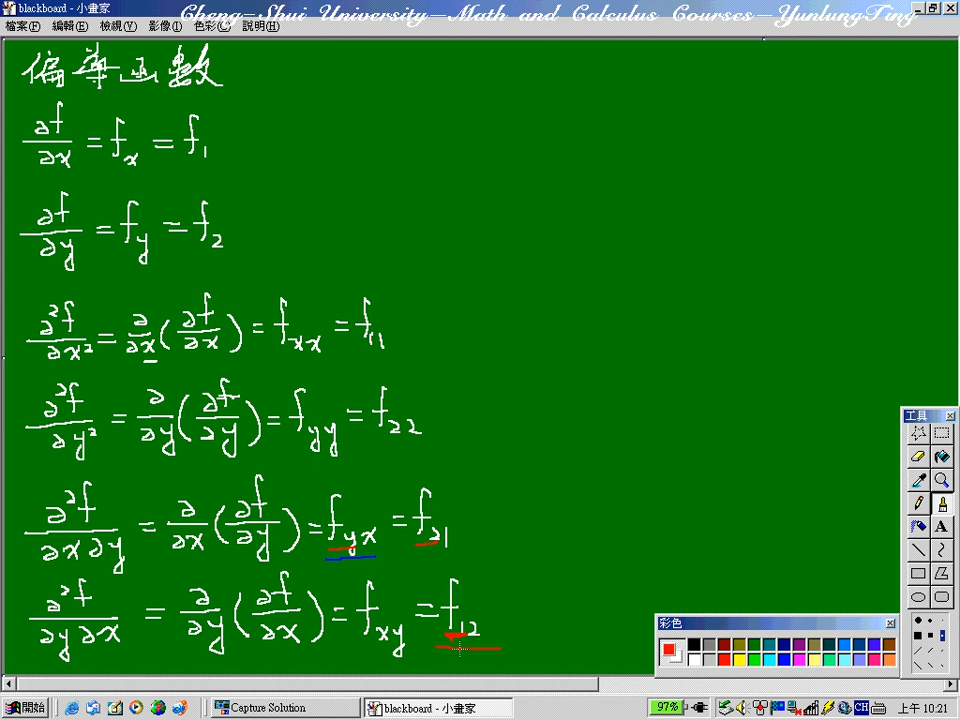 blackboard - 小畫家
Cheng-Shui University-Math and Calculus Courses-YunlungTing
檔案(F) 編輯(E) 檢視(V) 影像(I) 色彩(C) 說明(H)
偏導函數
∂f/∂x = f_x = f_1
∂f/∂y = f_y = f_2
∂²f/∂x² = ∂/∂x (∂f/∂x) = f_xx = f_11
∂²f/∂y² = ∂/∂y (∂f/∂y) = f_yy = f_22
∂²f/∂x∂y = ∂/∂x (∂f/∂y) = f_yx = f_21
∂²f/∂y∂x = ∂/∂y (∂f/∂x) = f_xy = f_12
工具
A
彩色
開始 Capture Solution blackboard - 小畫家 97% CH 上午 10:21